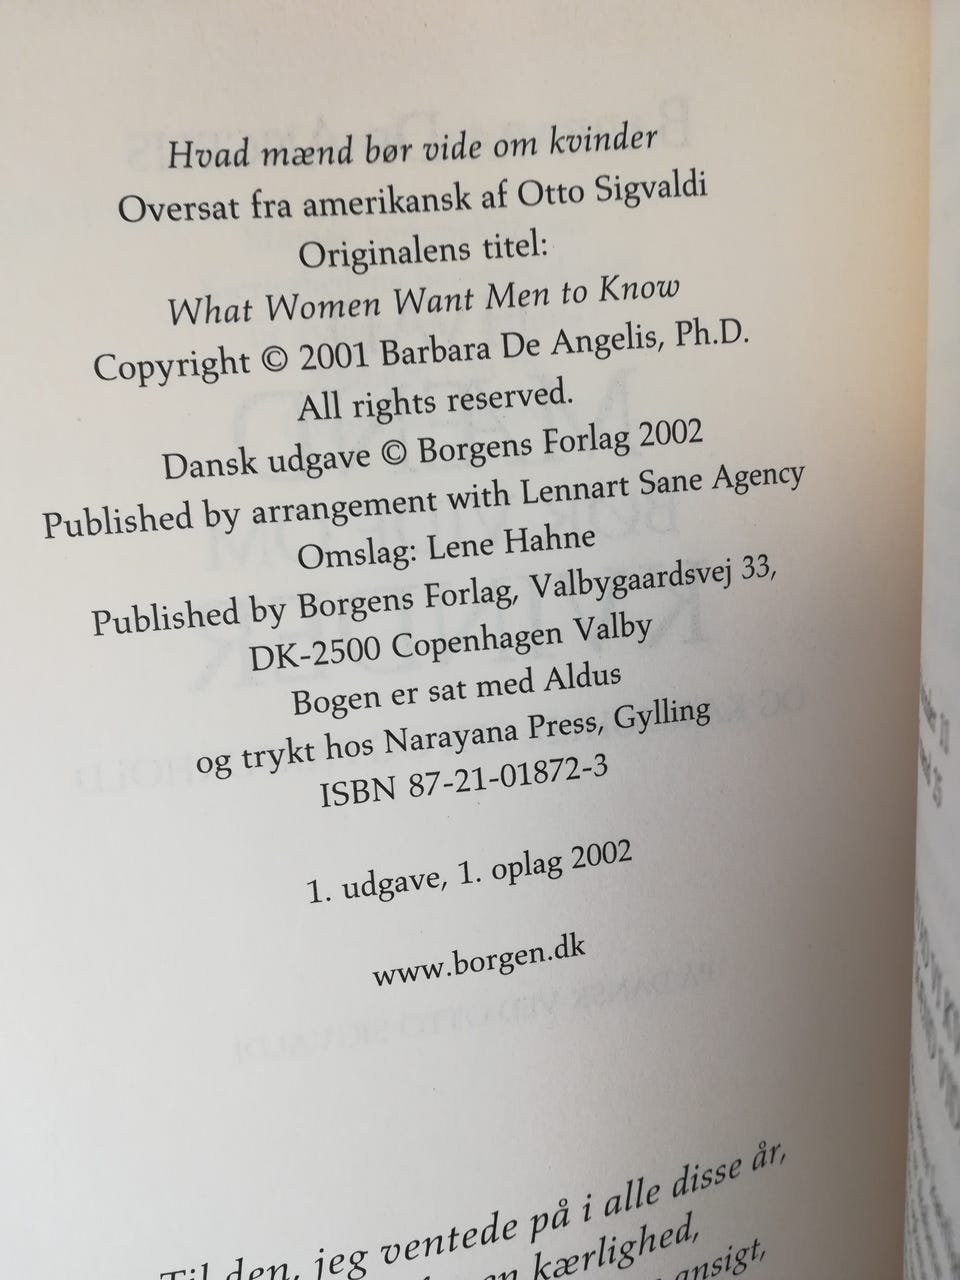 Hvad mænd bør vide om kvinder
Oversat fra amerikansk af Otto Sigvaldi
Originalens titel:
What Women Want Men to Know
Copyright © 2001 Barbara De Angelis, Ph.D.
All rights reserved.
Dansk udgave © Borgens Forlag 2002
Published by arrangement with Lennart Sane Agency
Omslag: Lene Hahne
Published by Borgens Forlag, Valbygaardsvej 33,
DK-2500 Copenhagen Valby
Bogen er sat med Aldus
og trykt hos Narayana Press, Gylling
ISBN 87-21-01872-3
1. udgave, 1. oplag 2002
www.borgen.dk
Til den, jeg ventede på i alle disse år,
kærlighed,
ansigt,